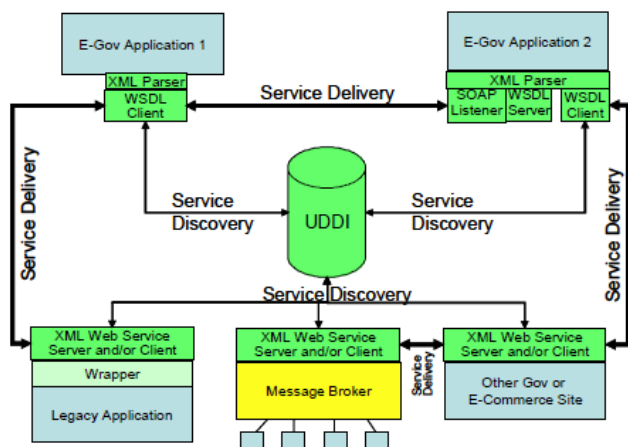 E-Gov Application 1
E-Gov Application 2
XML Parser
WSDL
Client
Service Delivery
XML Parser
SOAP
Listener
WSDL
Server
WSDL
Client
Service Delivery
Service
Discovery
UDDI
Service
Discovery
Service Delivery
Service Discovery
XML Web Service
Server and/or Client
Wrapper
Legacy Application
XML Web Service
Server and/or Client
Message Broker
Service
Delivery
XML Web Service
Server and/or Client
Other Gov or
E-Commerce Site